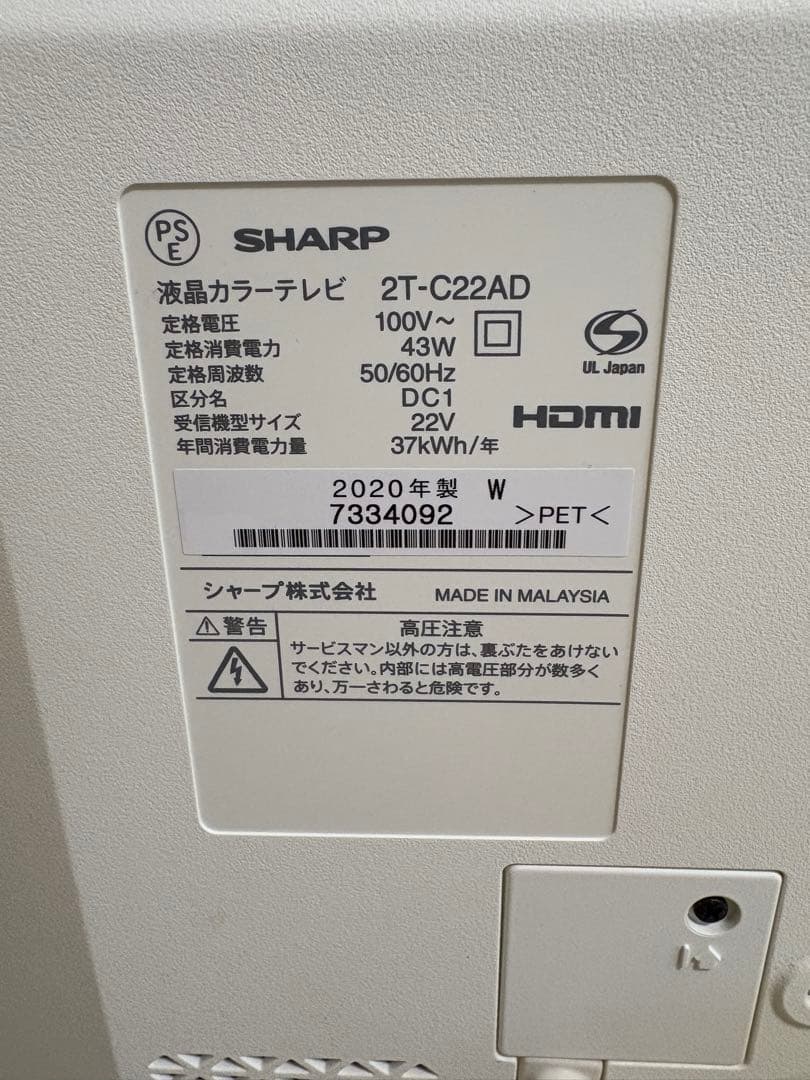 PSE
SHARP
液晶カラーテレビ 2T-C22AD
定格電圧 100V～
定格消費電力 43W
定格周波数 50/60Hz
区分名 DC1
受信機型サイズ 22V
年間消費電力量 37kWh/年
UL Japan
HDMI
2020年製 W
7334092 >PET<
シャープ株式会社 MADE IN MALAYSIA
⚠警告
高圧注意
サービスマン以外の方は、裏ぶたをあけない
でください。内部には高電圧部分が数多く
あり、万一さわると危険です。